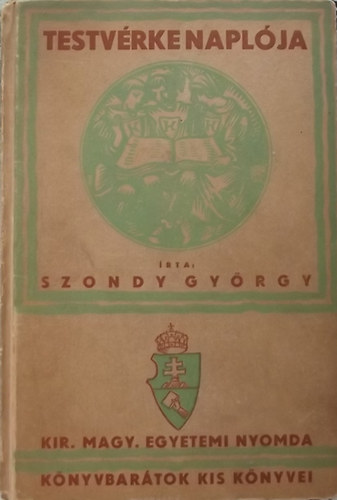 TESTVÉRKE NAPLÓJA
ÍRTA:
SZONDY GYÖRGY
KIR. MAGY. EGYETEMI NYOMDA
KÖNYVBARÁTOK KIS KÖNYVEI